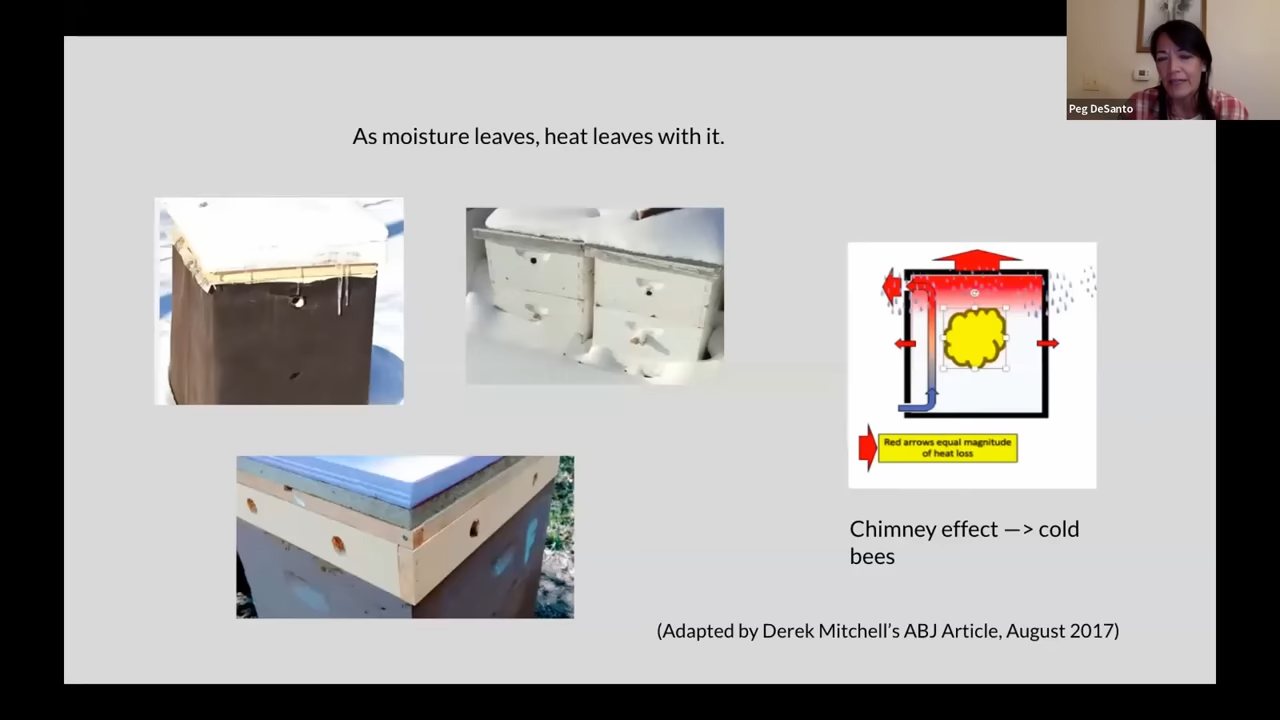 Peg DeSanto
As moisture leaves, heat leaves with it.
Red arrows equal magnitude
of heat loss
Chimney effect —> cold
bees
(Adapted by Derek Mitchell’s ABJ Article, August 2017)